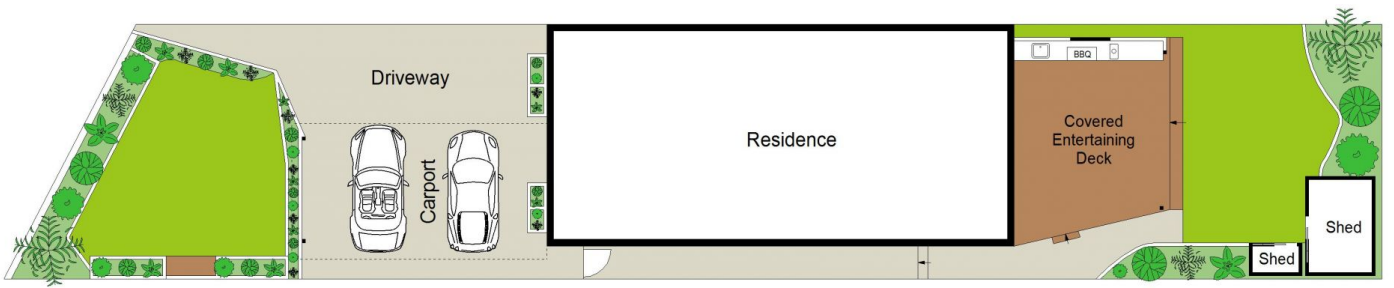 Driveway
Carport
Residence
BBQ
Covered
Entertaining
Deck
Shed
Shed